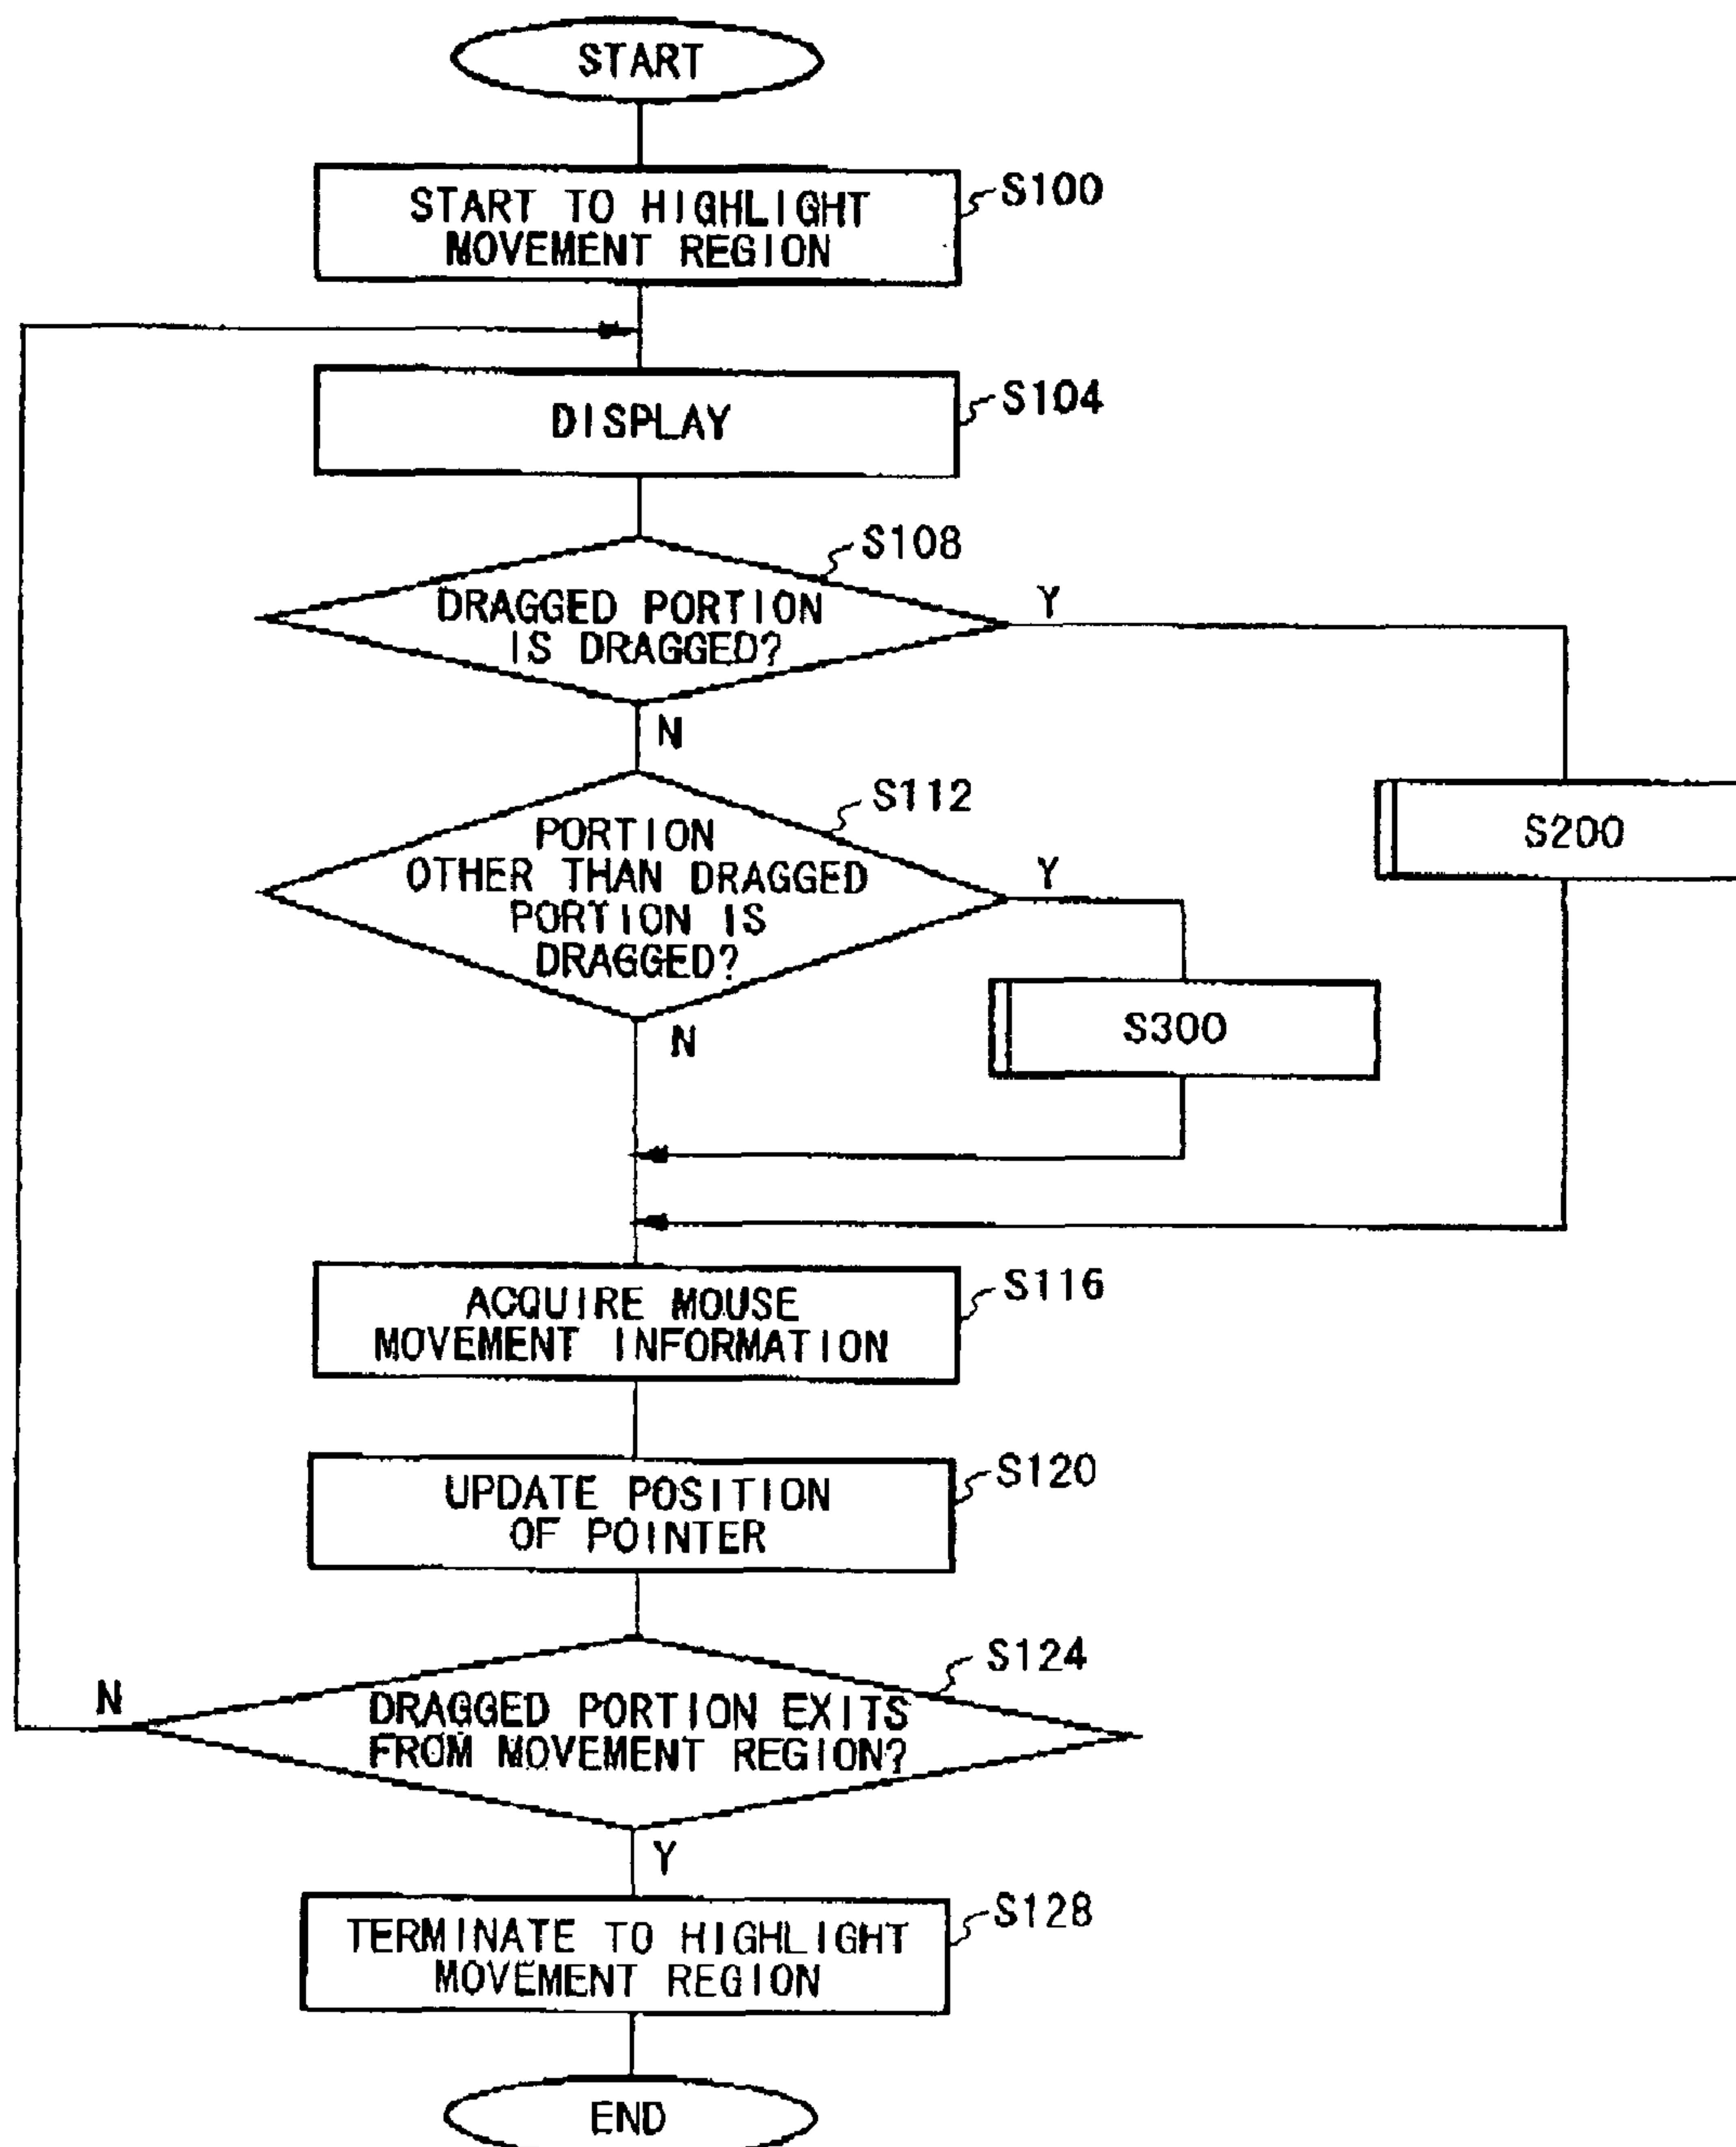 START
START TO HIGHLIGHT
MOVEMENT REGION
S100
DISPLAY
S104
S108
DRAGGED PORTION
IS DRAGGED?
Y
N
S112
PORTION
OTHER THAN DRAGGED
PORTION IS
DRAGGED?
Y
N
S200
S300
ACQUIRE MOUSE
MOVEMENT INFORMATION
S116
UPDATE POSITION
OF POINTER
S120
S124
DRAGGED PORTION EXITS
FROM MOVEMENT REGION?
N
Y
TERMINATE TO HIGHLIGHT
MOVEMENT REGION
S128
END